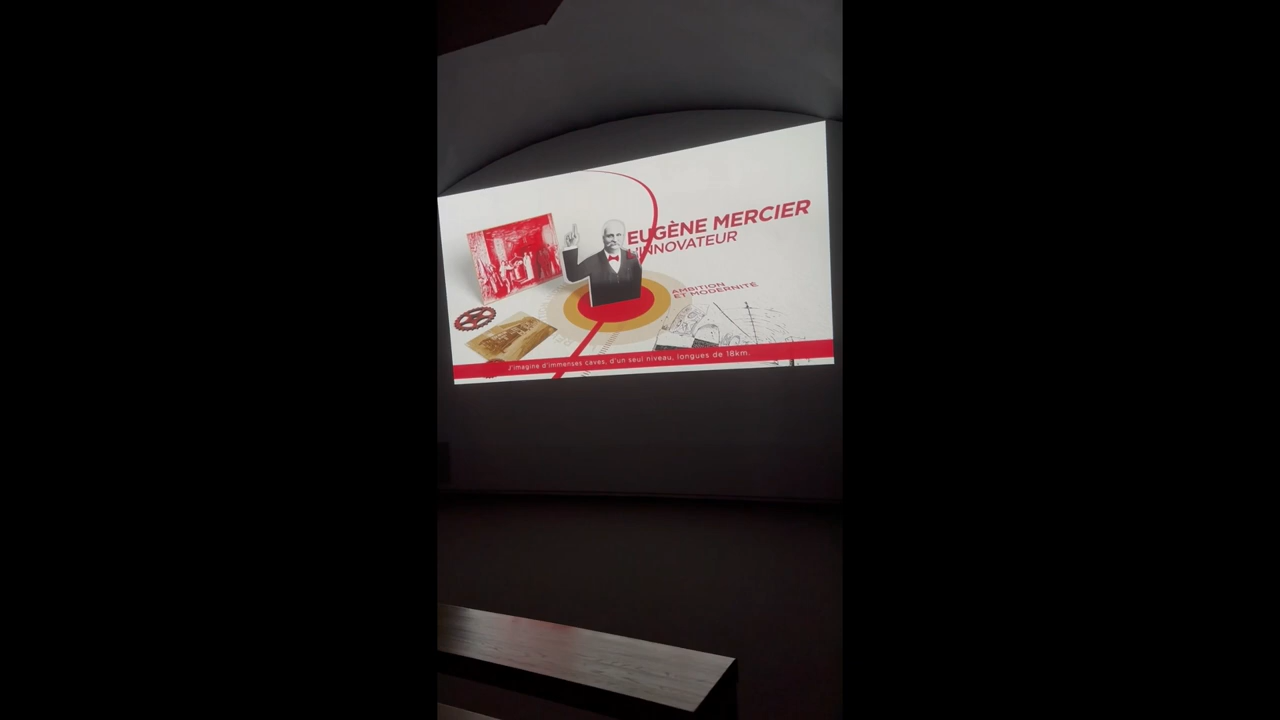 EUGÈNE MERCIER
L'INNOVATEUR
AMBITION
ET MODERNITÉ
J'imagine d'immenses caves, d'un seul niveau, longues de 18km.